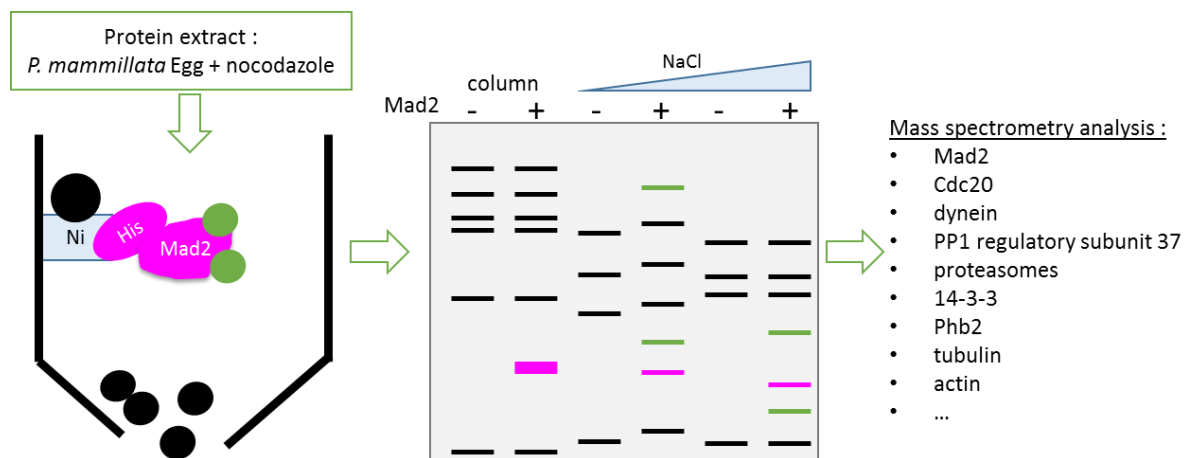 Protein extract :
P. mammillata Egg + nocodazole
Ni
His
Mad2
column
NaCl
Mad2 - + - + - +
Mass spectrometry analysis :
• Mad2
• Cdc20
• dynein
• PP1 regulatory subunit 37
• proteasomes
• 14-3-3
• Phb2
• tubulin
• actin
• ...